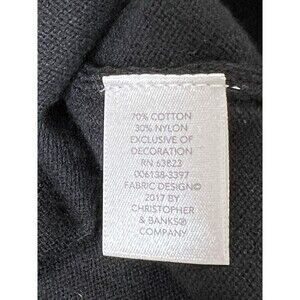 70% COTTON
30% NYLON
EXCLUSIVE OF
DECORATION
RN 63823
006138-3397
FABRIC DESIGN©
2017 BY
CHRISTOPHER
& BANKS®
COMPANY